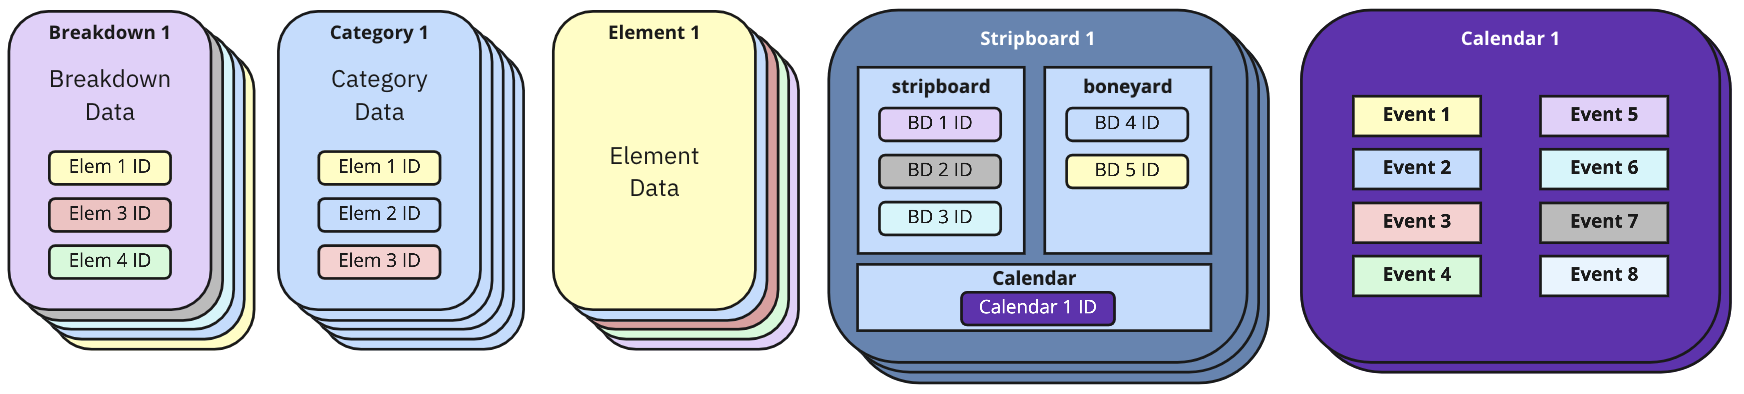 Breakdown 1
Breakdown
Data
Elem 1 ID
Elem 3 ID
Elem 4 ID
Category 1
Category
Data
Elem 1 ID
Elem 2 ID
Elem 3 ID
Element 1
Element
Data
Stripboard 1
stripboard
BD 1 ID
BD 2 ID
BD 3 ID
boneyard
BD 4 ID
BD 5 ID
Calendar
Calendar 1 ID
Calendar 1
Event 1
Event 2
Event 3
Event 4
Event 5
Event 6
Event 7
Event 8